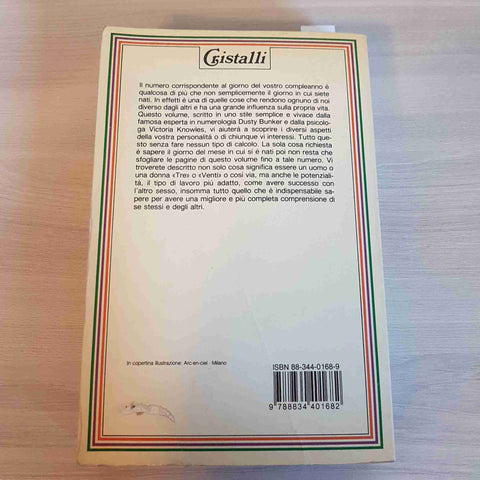 Cristalli
Il numero corrispondente al giorno del vostro compleanno è
qualcosa di più che non semplicemente il giorno in cui siete
nati. In effetti è una di quelle cose che rendono ognuno di noi
diverso dagli altri e ha una grande influenza sulla propria vita.
Questo volume, scritto in uno stile semplice e vivace dalla
famosa esperta in numerologia Dusty Bunker e dalla psicolo-
ga Victoria Knowles, vi aiuterà a scoprire i diversi aspetti
della vostra personalità o di chiunque vi interessi. Tutto que-
sto senza fare nessun tipo di calcolo. La sola cosa richiesta
è sapere il giorno del mese in cui si è nati poi non resta che
sfogliare le pagine di questo volume fino a tale numero. Vi
troverete descritto non solo cosa significa essere un uomo o
una donna «Tre» o «Venti» o così via, ma anche le potenziali-
tà, il tipo di lavoro più adatto, come avere successo con
l'altro sesso, insomma tutto quello che è indispensabile sa-
pere per avere una migliore e più completa comprensione di
se stessi e degli altri.
In copertina illustrazione: Arc-en-ciel - Milano
ISBN 88-344-0168-9
9 788834 401682